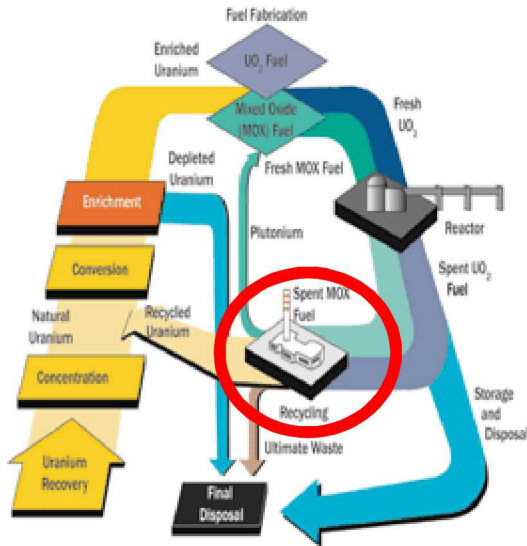 Fuel Fabrication
Enriched
Uranium
UO2 Fuel
Mixed Oxide
(MOX) Fuel
Fresh
UO2
Depleted
Uranium
Fresh MOX Fuel
Enrichment
Plutonium
Reactor
Conversion
Spent UO2
Fuel
Spent MOX
Fuel
Natural
Uranium
Recycled
Uranium
Concentration
Recycling
Storage
and
Disposal
Uranium
Recovery
Ultimate Waste
Final
Disposal